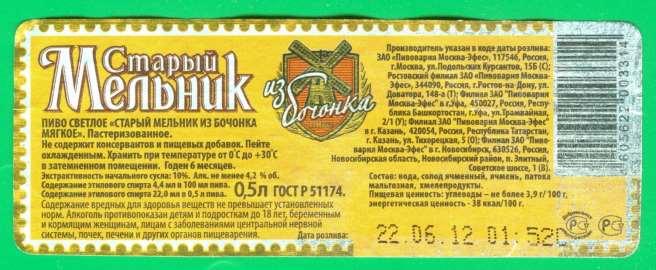 Старый
Мельник
из
бочонка
ПИВО СВЕТЛОЕ «СТАРЫЙ МЕЛЬНИК ИЗ БОЧОНКА
МЯГКОЕ». Пастеризованное.
Не содержит консервантов и пищевых добавок. Пейте
охлажденным. Хранить при температуре от 0°С до +30°С
в затемненном помещении. Годен 6 месяцев.
Экстрактивность начального сусла: 10%. Алк. не менее 4,2 % об.
Содержание этилового спирта 4.4 мл в 100 мл пива.
Содержание этилового спирта 22.0 мл в 0.5 л пива.
0,5л ГОСТ Р 51174.
Содержание вредных для здоровья веществ не превышает установленных
норм. Алкоголь противопоказан детям и подросткам до 18 лет, беременным
и кормящим женщинам, лицам с заболеваниями центральной нервной
системы, почек, печени и других органов пищеварения.
Дата розлива:
Производитель указан в коде даты розлива:
ЗАО «Пивоварня Москва-Эфес», 117546, Россия,
г.Москва, ул.Подольских Курсантов, 15Б (С);
Ростовский филиал ЗАО «Пивоварня Москва-
Эфес», 344090, Россия, г.Ростов-на-Дону, ул.
Доватора, 148-а (Т); Филиал ЗАО "Пивоварня
Москва-Эфес" в г.Уфа, 450027, Россия, Респу
блика Башкортостан, г.Уфа, ул.Трамвайная,
2/1 (У); Филиал ЗАО "Пивоварня Москва-Эфес"
в г. Казань, 420054, Россия, Республика Татарстан,
г. Казань, ул. Тихорецкая, 5 (О); Филиал ЗАО "Пиво-
варня Москва-Эфес" в г. Новосибирск, 630526, Россия,
Новосибирская область, Новосибирский район, п. Элитный,
Советское шоссе, 1 (В).
Состав: вода, солод ячменный, ячмень, патока
мальтозная, хмелепродукты.
Пищевая ценность: углеводы – не более 3,9 г/ 100 г,
энергетическая ценность - 38 ккал/ 100 г.
22.06.12 01:52